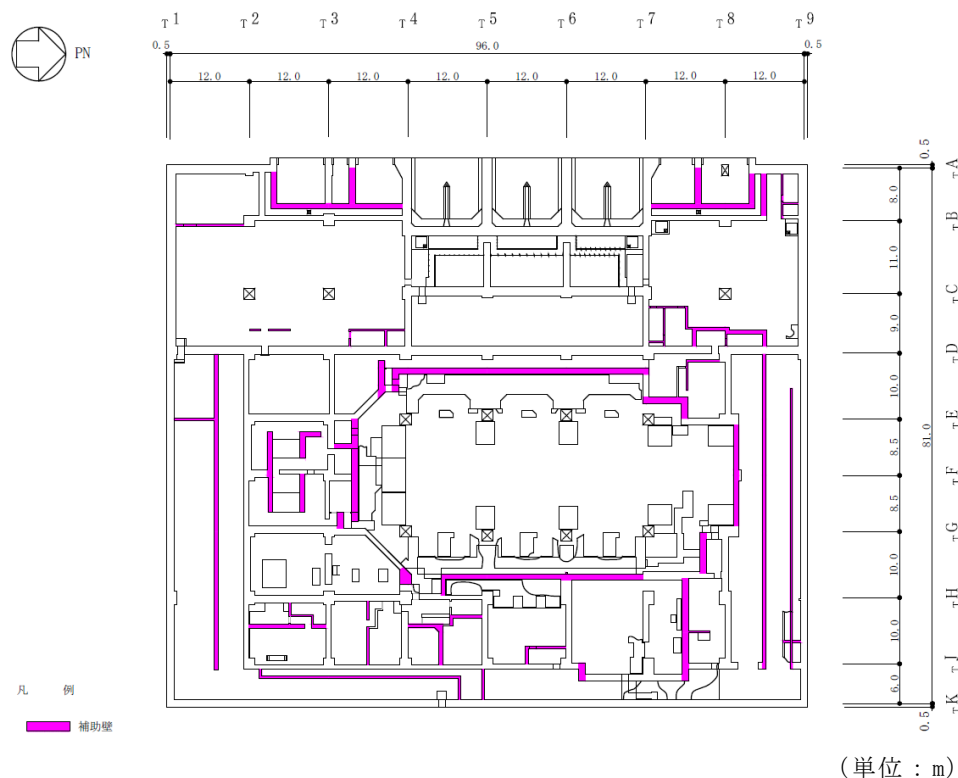 T1 T2 T3 T4 T5 T6 T7 T8 T9
PN
0.5 96.0 0.5
12.0 12.0 12.0 12.0 12.0 12.0 12.0 12.0
0.5 TA
8.0 TB
11.0 TC
9.0 TD
10.0 TE
8.5 81.0 TF
8.5 TG
10.0 TH
10.0 TJ
6.0 TK
0.5
凡 例
補助壁
(単位:m)